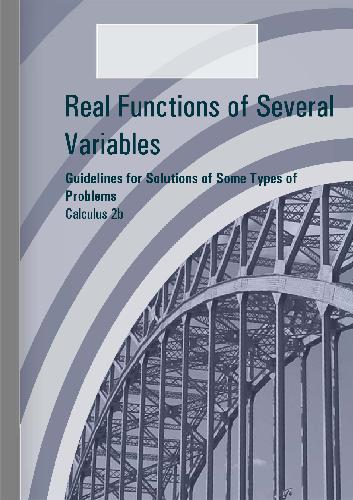 Real Functions of Several
Variables
Guidelines for Solutions of Some Types of
Problems
Calculus 2b